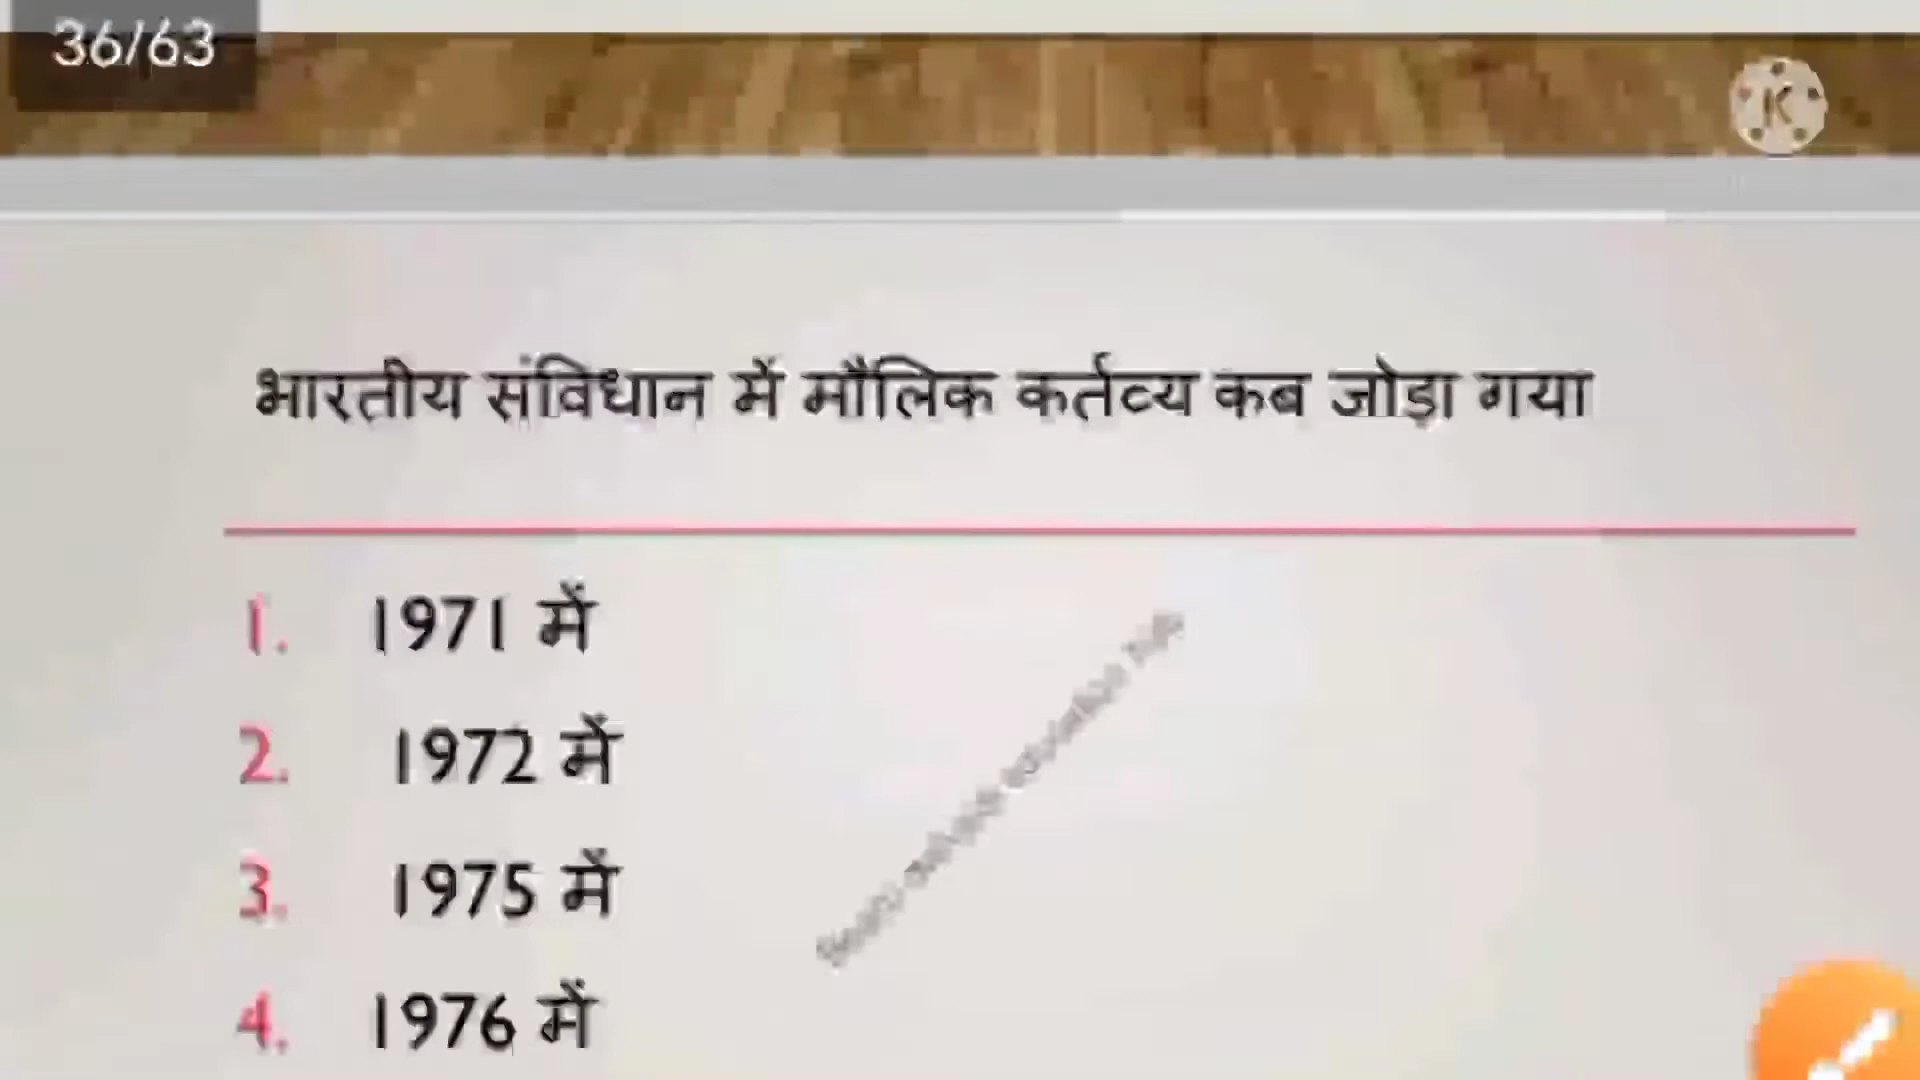 36/63
K
भारतीय संविधान में मौलिक कर्तव्य कब जोड़ा गया
1. 1971 में
2. 1972 में
3. 1975 में
4. 1976 में